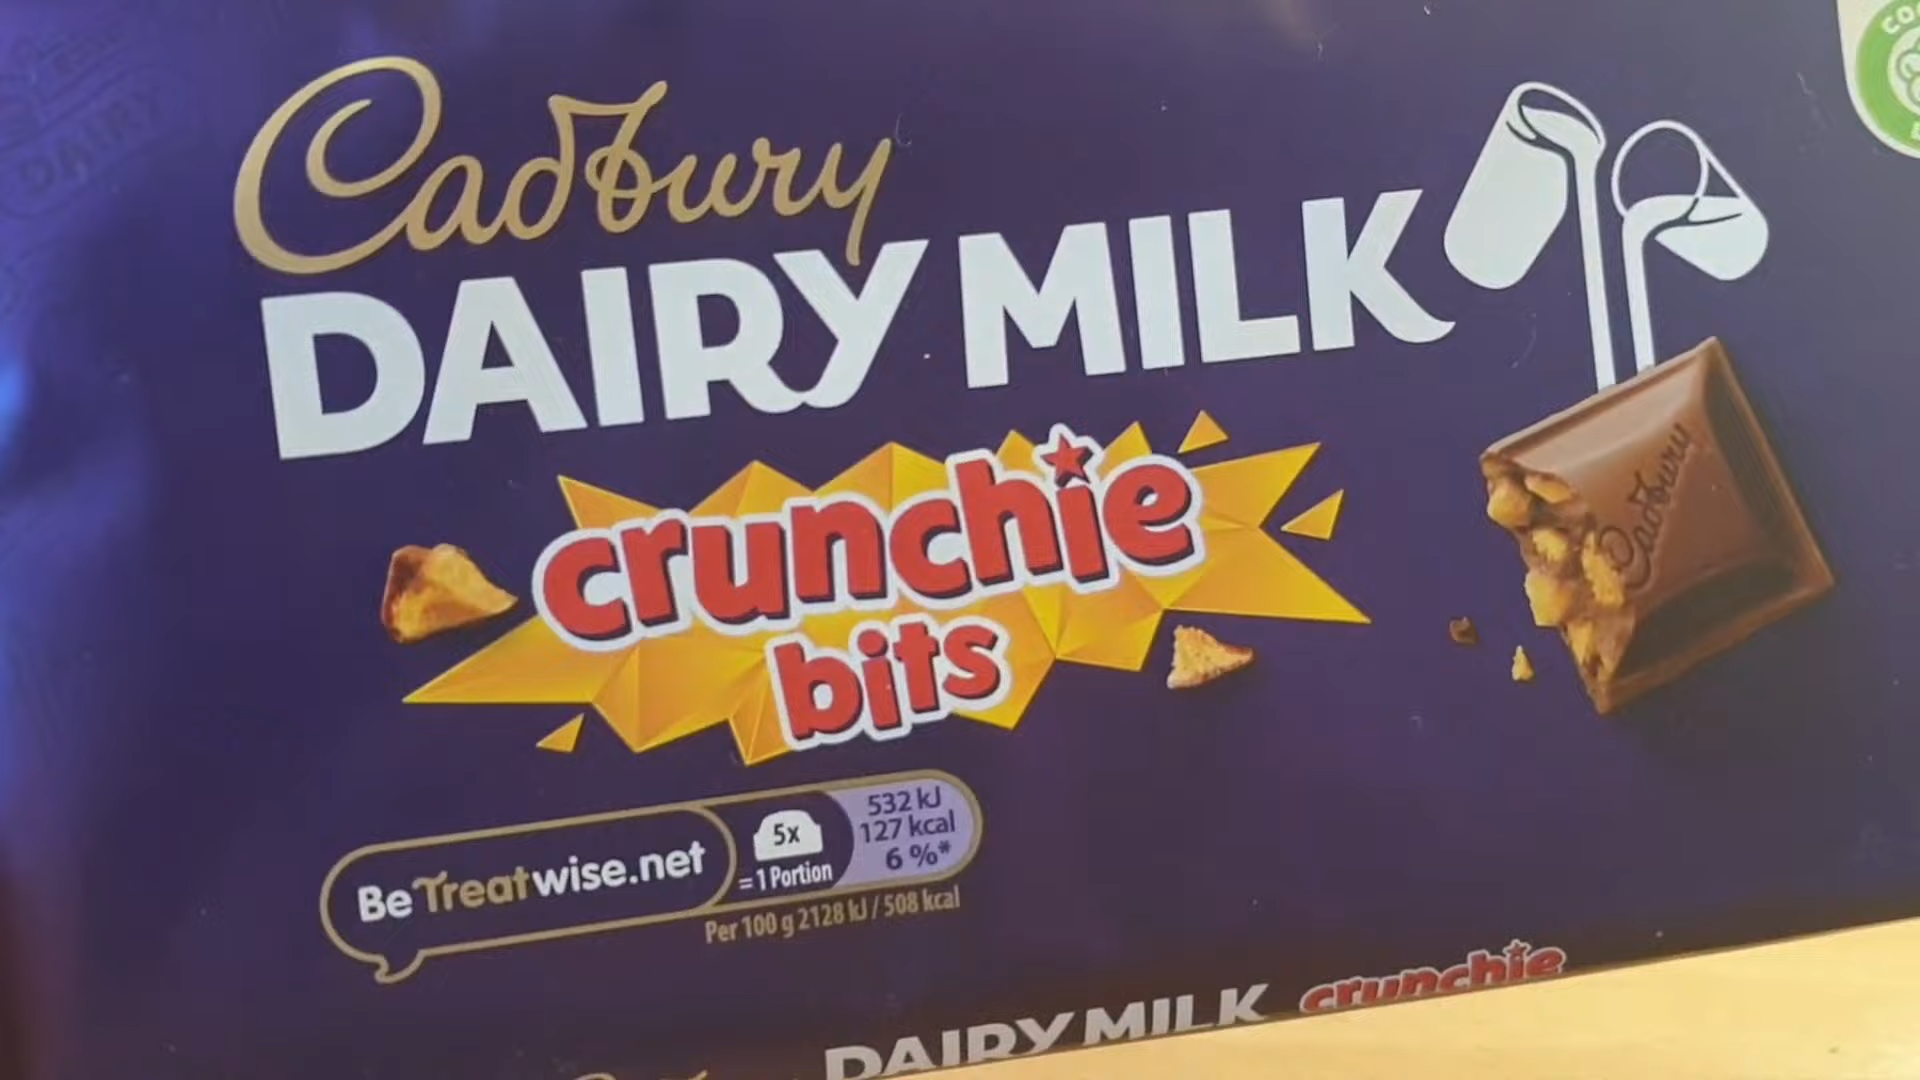 Cadbury
DAIRY MILK
crunchie
bits
Cadbury
BeTreatwise.net
5x
=1 Portion
532 kJ
127 kcal
6 %*
Per 100 g 2128 kJ / 508 kcal
DAIRY MILK crunchie
DAIRY